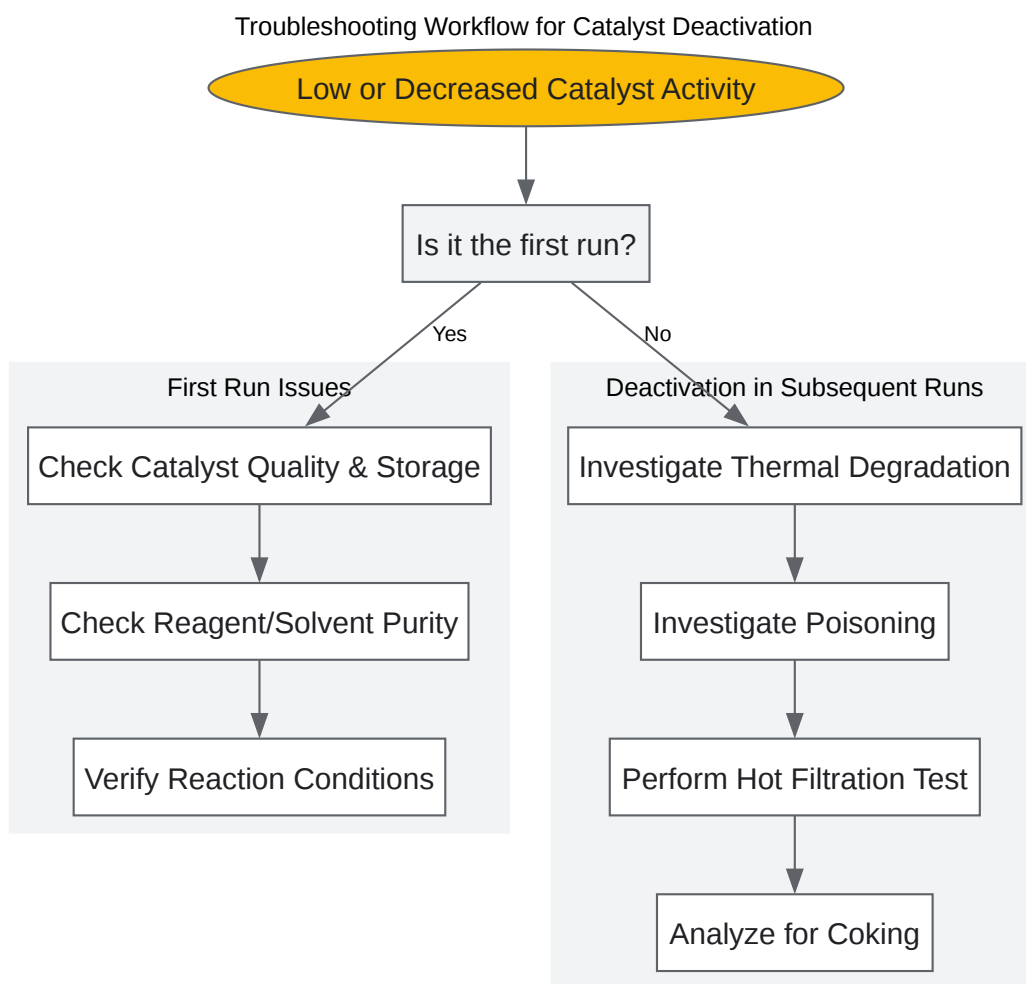 Troubleshooting Workflow for Catalyst Deactivation
Low or Decreased Catalyst Activity
Is it the first run?
Yes
No
First Run Issues
Check Catalyst Quality & Storage
Check Reagent/Solvent Purity
Verify Reaction Conditions
Deactivation in Subsequent Runs
Investigate Thermal Degradation
Investigate Poisoning
Perform Hot Filtration Test
Analyze for Coking